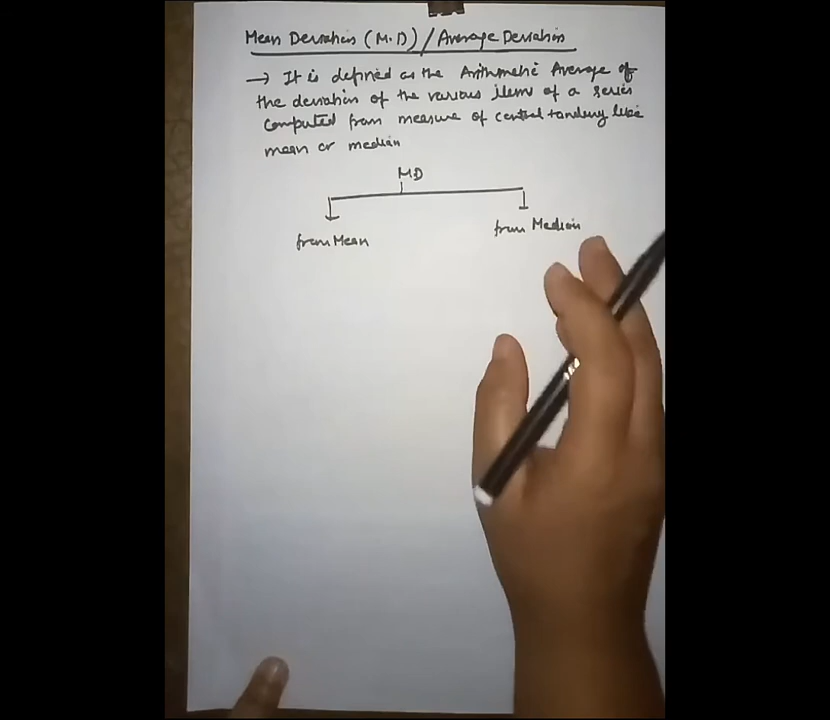 Mean Deviation (M.D) / Average Deviation
→ It is defined as the Arithmetic Average of
the deviation of the various items of a series
computed from measure of central tandency like
mean or median
MD
from Mean
from Median